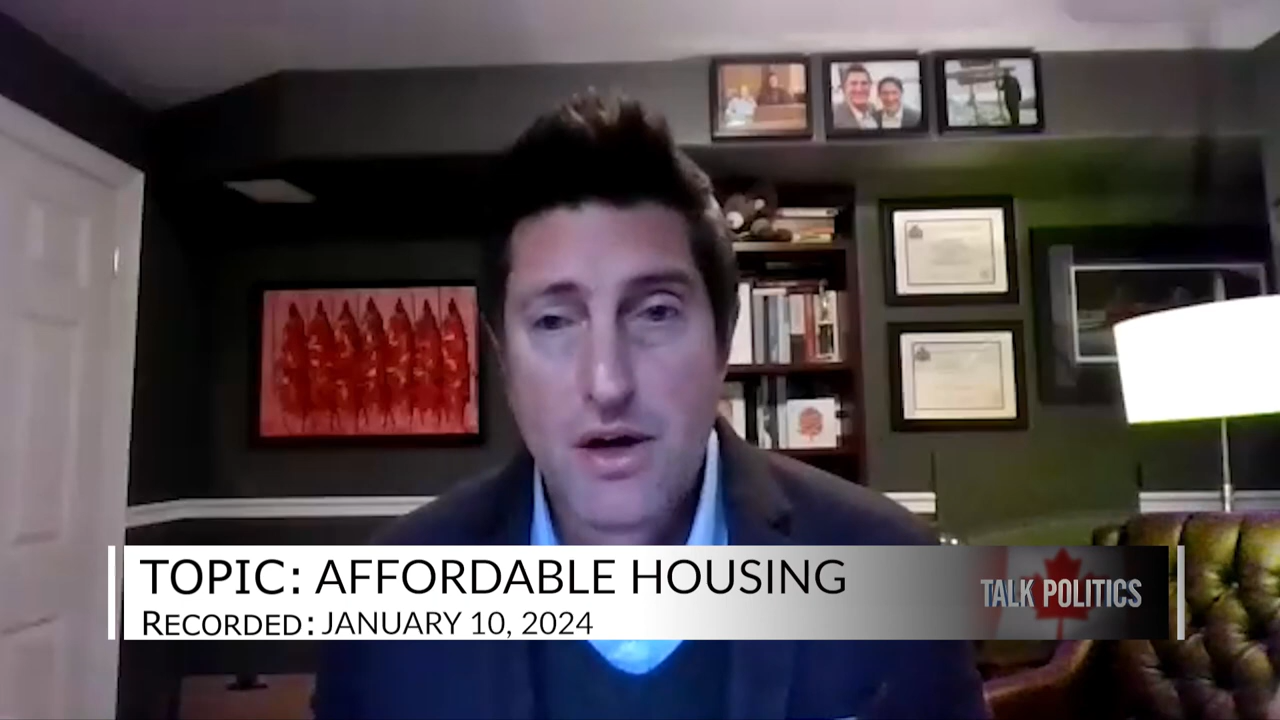 TOPIC: AFFORDABLE HOUSING
RECORDED: JANUARY 10, 2024
TALK POLITICS